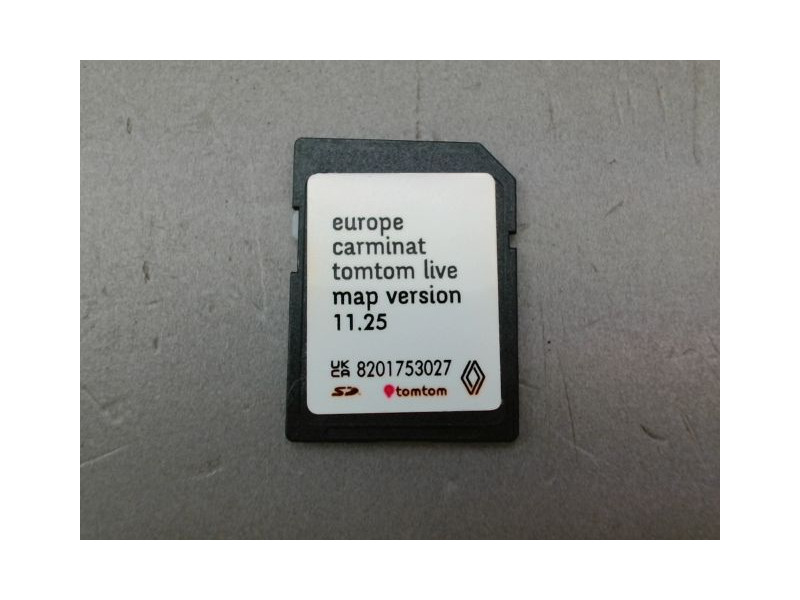 europe
carminat
tomtom live
map version
11.25
UK CA 8201753027
SD tomtom